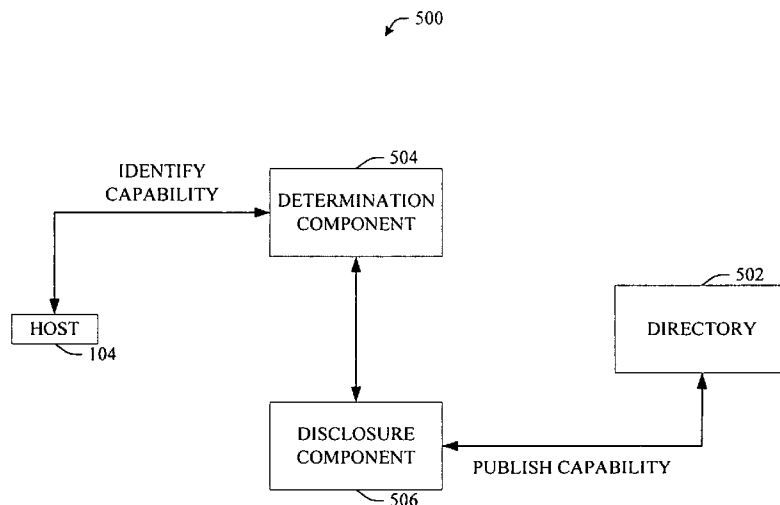 500
504
IDENTIFY
CAPABILITY
DETERMINATION
COMPONENT
502
DIRECTORY
HOST
104
DISCLOSURE
COMPONENT
PUBLISH CAPABILITY
506